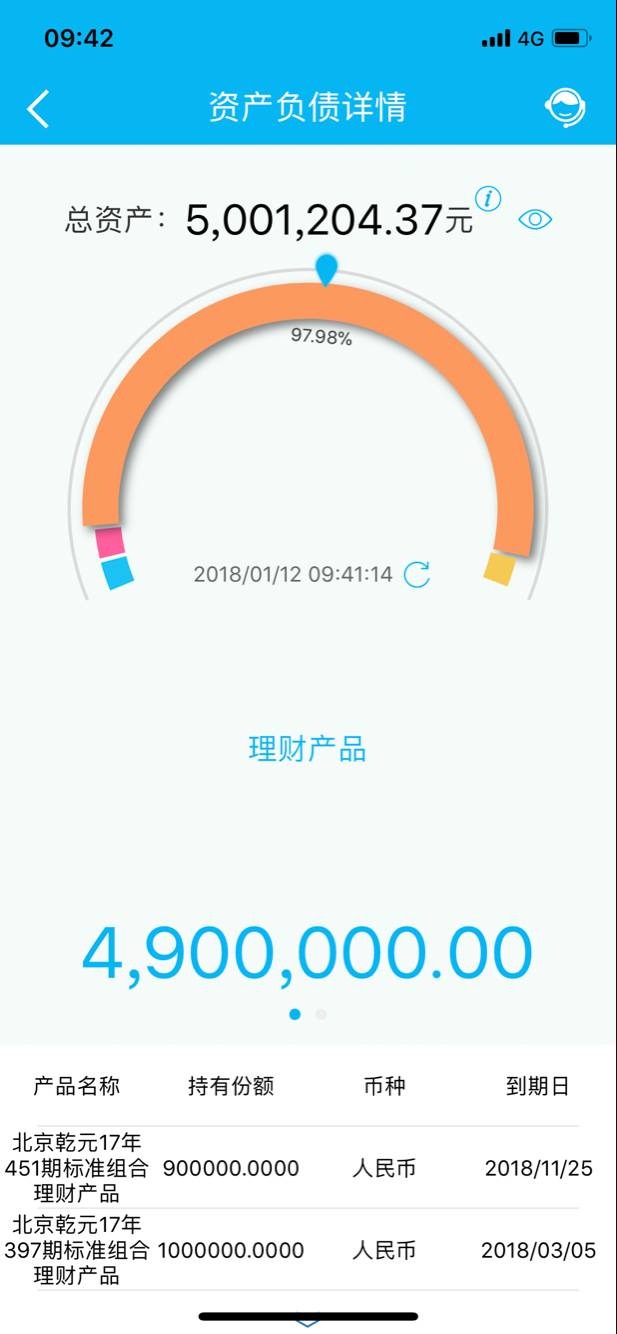 09:42
4G
资产负债详情
总资产：5,001,204.37元
97.98%
2018/01/12 09:41:14
理财产品
4,900,000.00
产品名称 持有份额 币种 到期日
北京乾元17年
451期标准组合 900000.0000 人民币 2018/11/25
理财产品
北京乾元17年
397期标准组合 1000000.0000 人民币 2018/03/05
理财产品